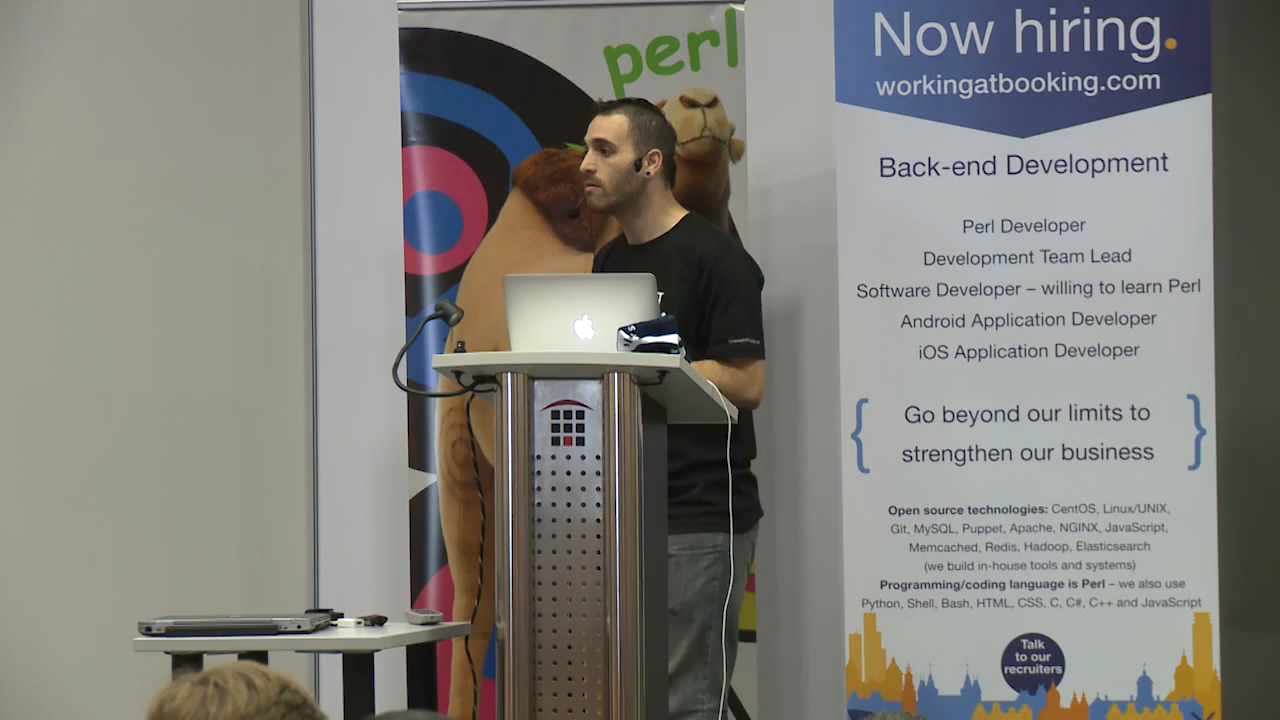 perl
Now hiring.
workingatbooking.com
Back-end Development
Perl Developer
Development Team Lead
Software Developer – willing to learn Perl
Android Application Developer
iOS Application Developer
{ Go beyond our limits to }
strengthen our business
Open source technologies: CentOS, Linux/UNIX,
Git, MySQL, Puppet, Apache, NGINX, JavaScript,
Memcached, Redis, Hadoop, Elasticsearch
(we build in-house tools and systems)
Programming/coding language is Perl – we also use
Python, Shell, Bash, HTML, CSS, C, C#, C++ and JavaScript
Talk
to our
recruiters